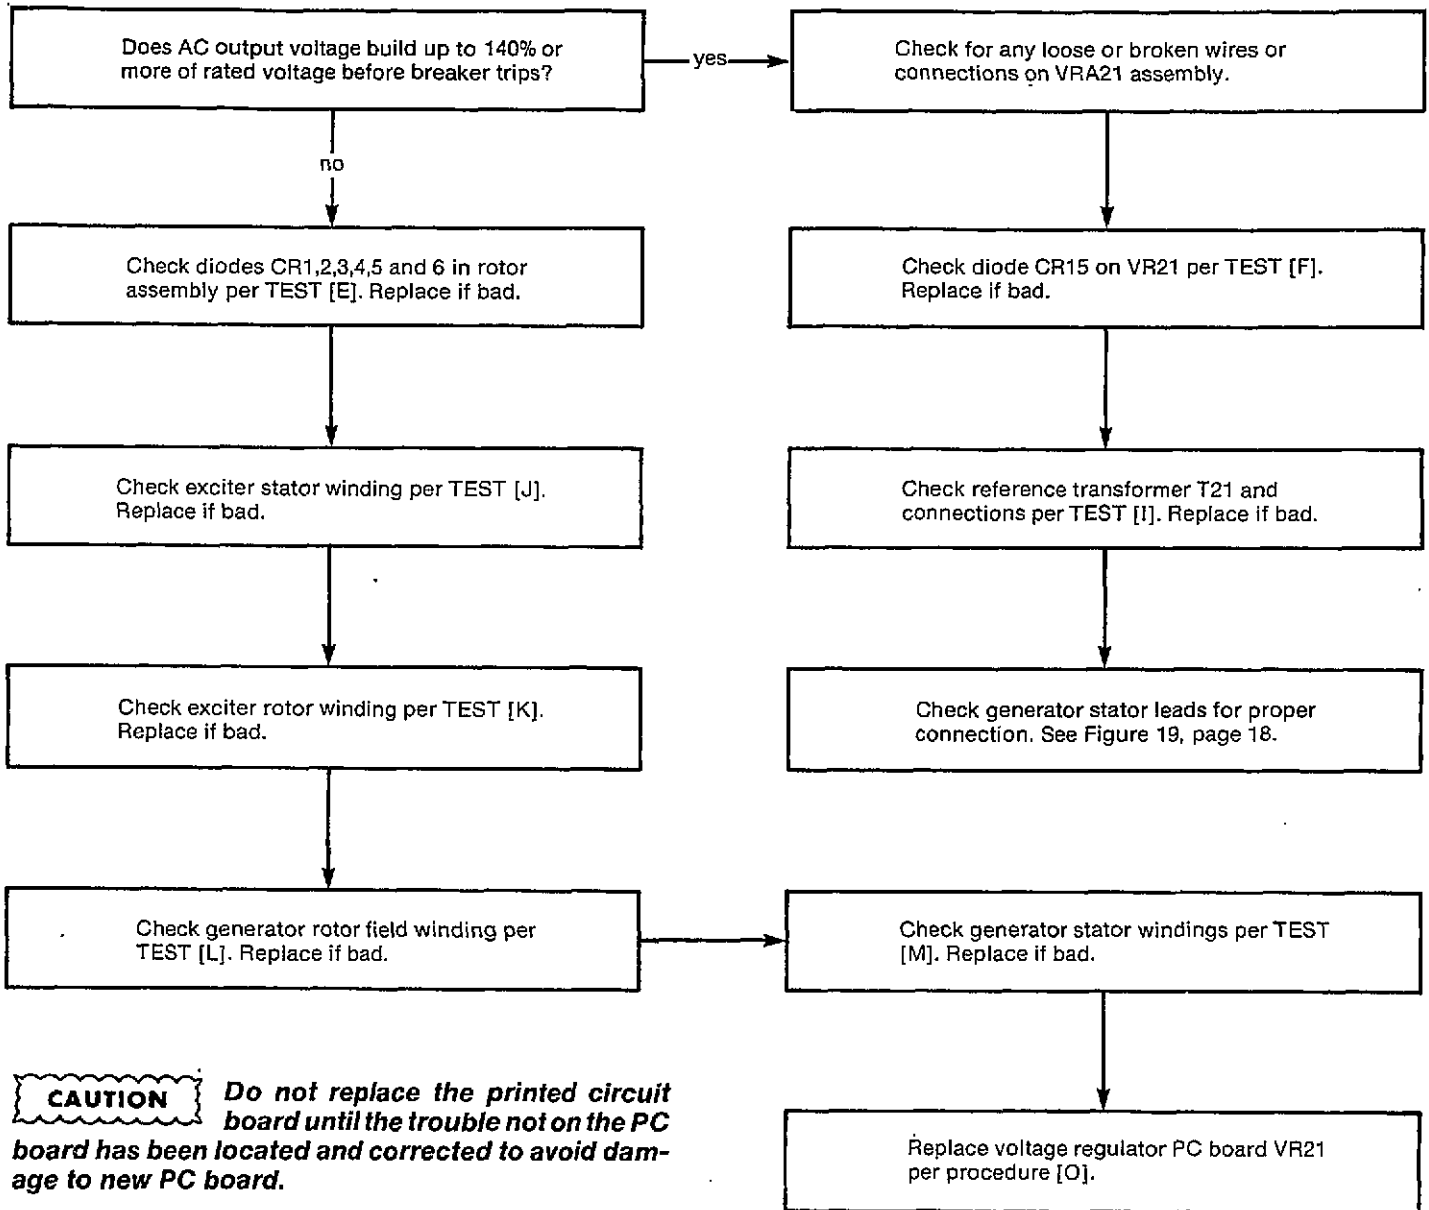 Does AC output voltage build up to 140% or
more of rated voltage before breaker trips?
yes
Check for any loose or broken wires or
connections on VRA21 assembly.
no
Check diodes CR1,2,3,4,5 and 6 in rotor
assembly per TEST [E]. Replace if bad.
Check diode CR15 on VR21 per TEST [F].
Replace if bad.
Check exciter stator winding per TEST [J].
Replace if bad.
Check reference transformer T21 and
connections per TEST [I]. Replace if bad.
Check exciter rotor winding per TEST [K].
Replace if bad.
Check generator stator leads for proper
connection. See Figure 19, page 18.
Check generator rotor field winding per
TEST [L]. Replace if bad.
Check generator stator windings per TEST
[M]. Replace if bad.
CAUTION Do not replace the printed circuit
board until the trouble not on the PC
board has been located and corrected to avoid dam-
age to new PC board.
Replace voltage regulator PC board VR21
per procedure [O].